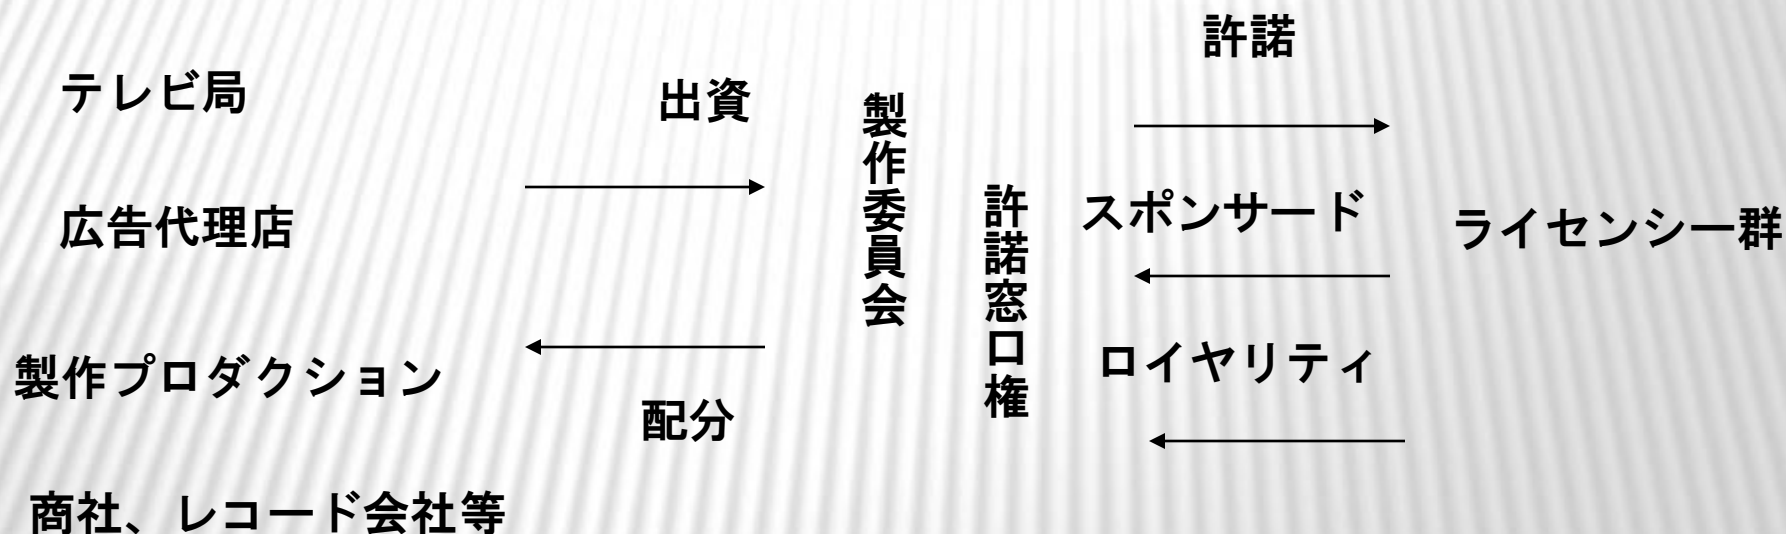 許諾
テレビ局
出資
製作委員会
広告代理店
許諾窓口権
スポンサード
ライセンシー群
製作プロダクション
ロイヤリティ
配分
商社、レコード会社等